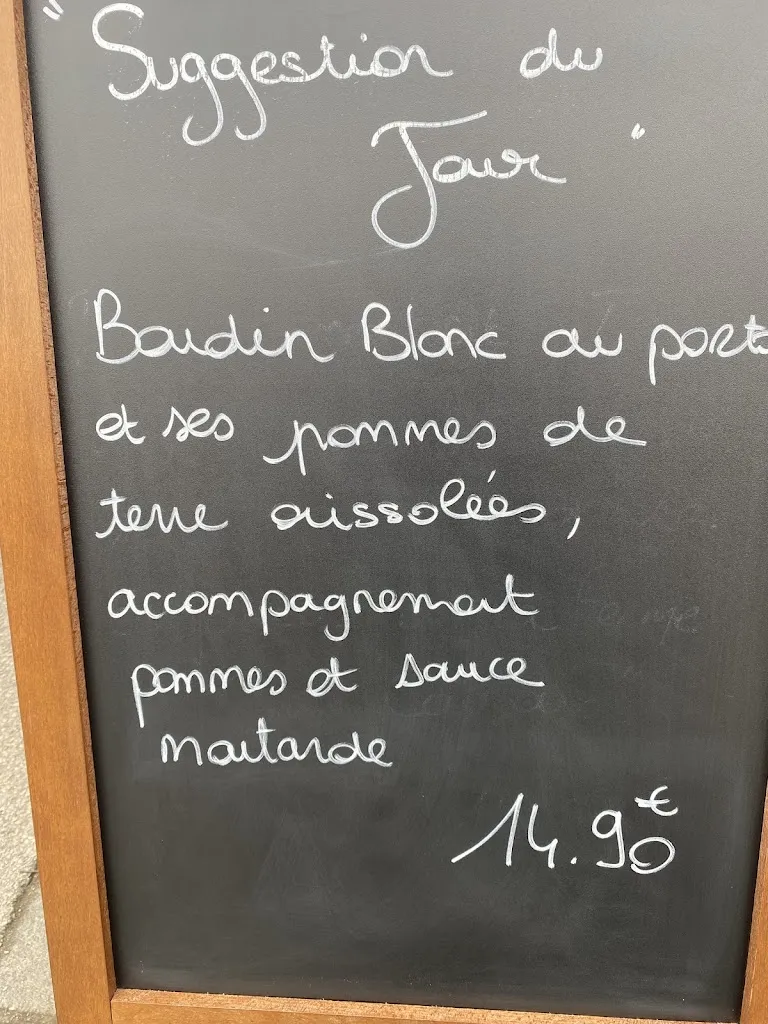 "Suggestion du
Jour"
Boudin Blanc au porto
et ses pommes de
terre rissolées,
accompagnement
pommes et sauce
moutarde
14.90€